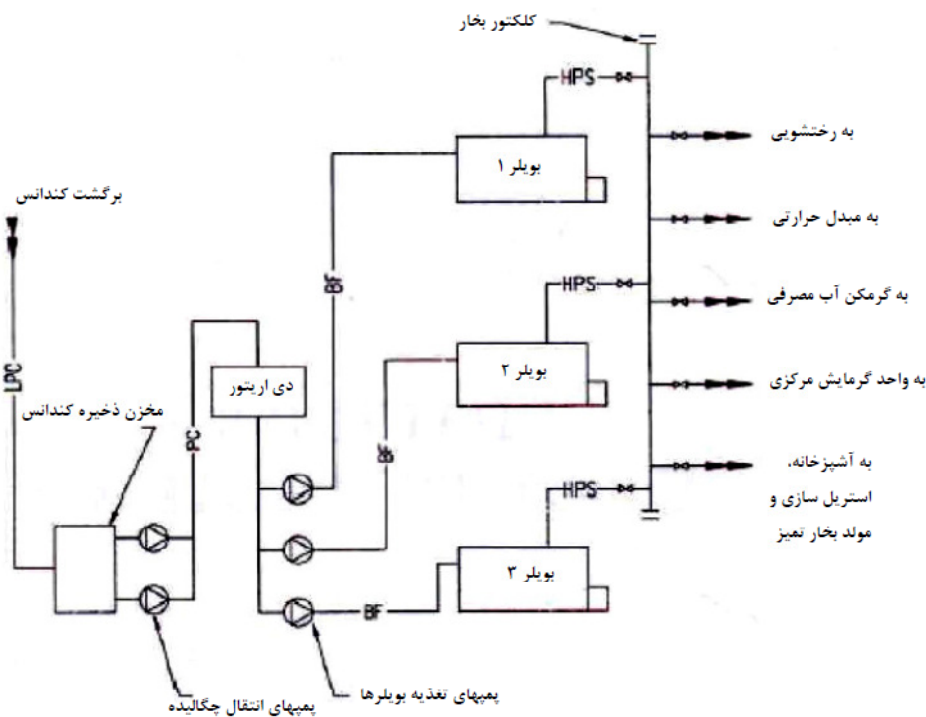 کلکتور بخار
HPS
به رختشویی
بویلر ۱
برگشت کندانس
به مبدل حرارتی
BF
HPS
به گرمکن آب مصرفی
LPC
بویلر ۲
دی اریتور
به واحد گرمایش مرکزی
مخزن ذخیره کندانس
PC
BF
به آشپزخانه،
استریل سازی و
مولد بخار تمیز
HPS
بویلر ۳
BF
پمپهای تغذیه بویلرها
پمپهای انتقال چگالیده